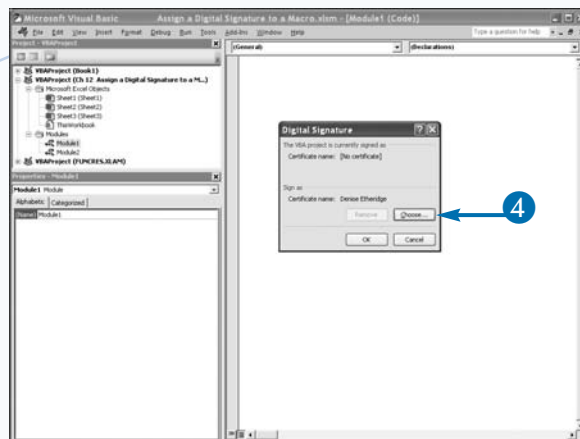 Microsoft Visual Basic Assign a Digital Signature to a Macro.xlsm - [Module1 (Code)]
File Edit View Insert Format Debug Run Tools Add-Ins Window Help Type a question for help
Project - VBAProject
(General) (Declarations)
VBAProject (Book1)
VBAProject (Ch 12 Assign a Digital Signature to a M...)
Microsoft Excel Objects
Sheet1 (Sheet1)
Sheet2 (Sheet2)
Sheet3 (Sheet3)
ThisWorkbook
Modules
Module1
Module2
VBAProject (FUNCRES.XLAM)
Properties - Module1
Module1 Module
Alphabetic Categorized
(Name) Module1
Digital Signature
The VBA project is currently signed as
Certificate name: [No certificate]
Sign as
Certificate name: Denise Etheridge
Remove Choose...
OK Cancel
4